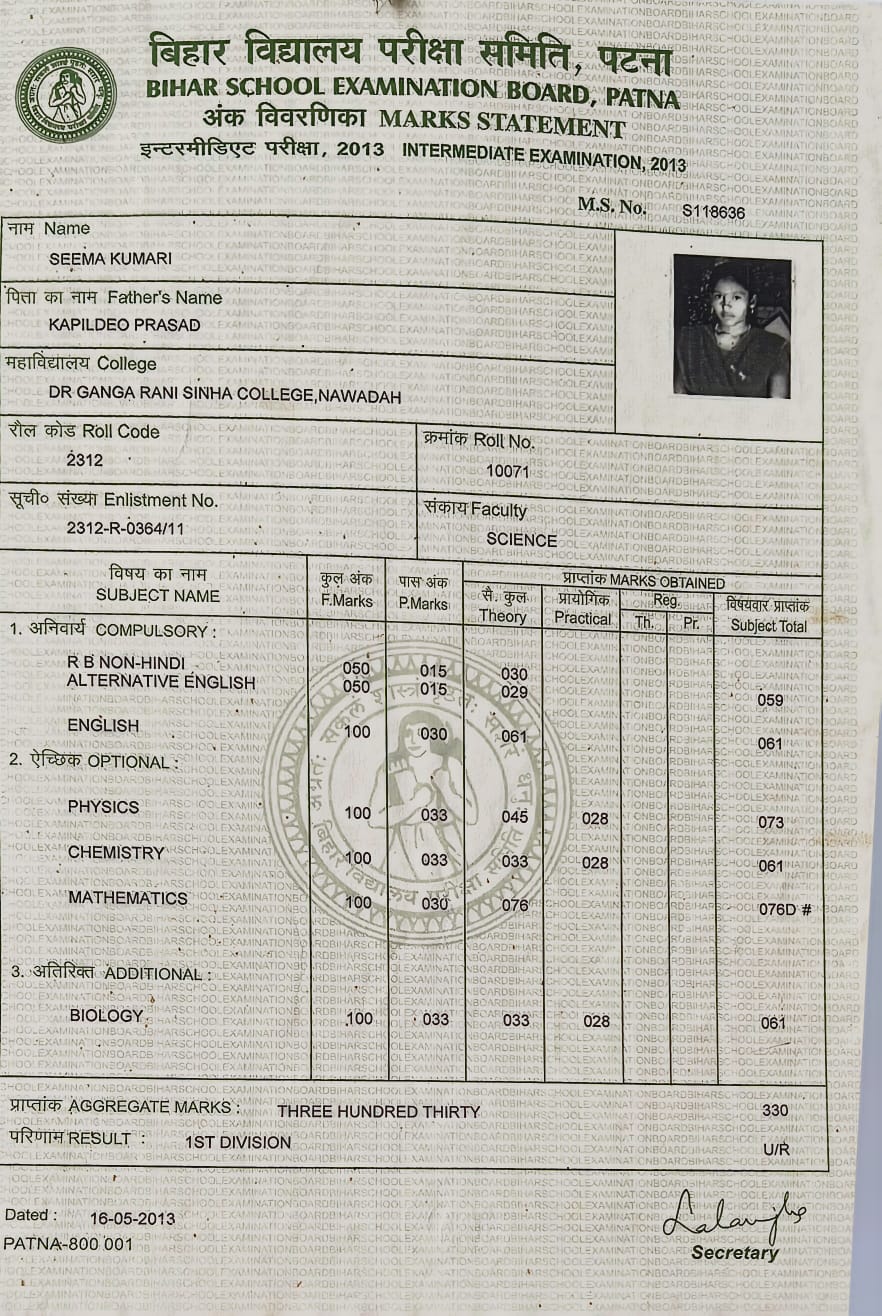 बिहार विद्यालय परीक्षा समिति, पटना
BIHAR SCHOOL EXAMINATION BOARD, PATNA
अंक विवरणिका MARKS STATEMENT
इन्टरमीडिएट परीक्षा, 2013 INTERMEDIATE EXAMINATION, 2013
M.S. No. S118636
नाम Name
SEEMA KUMARI
पिता का नाम Father's Name
KAPILDEO PRASAD
महाविद्यालय College
DR GANGA RANI SINHA COLLEGE,NAWADAH
रौल कोड Roll Code
2312
क्रमांक Roll No.
10071
सूची० संख्या Enlistment No.
2312-R-0364/11
संकाय Faculty
SCIENCE
विषय का नाम
SUBJECT NAME
कुल अंक
F.Marks
पास अंक
P.Marks
प्राप्तांक MARKS OBTAINED
सै. कुल
Theory
प्रायोगिक
Practical
Reg.
Th. Pr.
विषयवार प्राप्तांक
Subject Total
1. अनिवार्य COMPULSORY :
R B NON-HINDI 050 015 030
ALTERNATIVE ENGLISH 050 015 029 059
ENGLISH 100 030 061 061
2. ऐच्छिक OPTIONAL :
PHYSICS 100 033 045 028 073
CHEMISTRY 100 033 033 028 061
MATHEMATICS 100 030 076 076D #
3. अतिरिक्त ADDITIONAL :
BIOLOGY 100 033 033 028 061
प्राप्तांक AGGREGATE MARKS : THREE HUNDRED THIRTY 330
परिणाम RESULT : 1ST DIVISION U/R
Dated : 16-05-2013
PATNA-800 001
Secretary